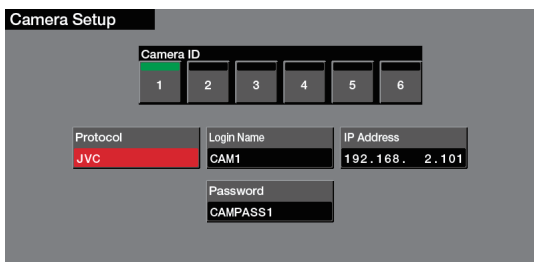 Camera Setup
Camera ID
1 2 3 4 5 6
Protocol Login Name IP Address
JVC CAM1 192.168. 2.101
Password
CAMPASS1